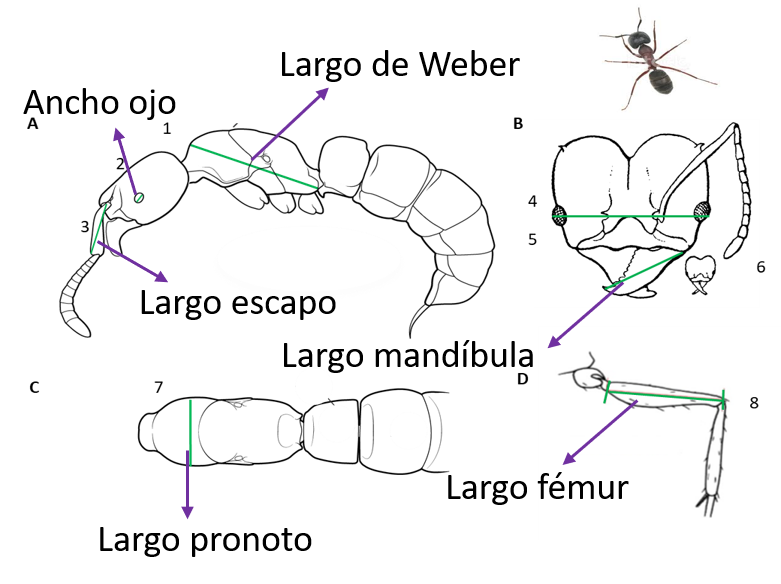 Largo de Weber
Ancho ojo
A
1
B
2
4
3
5
6
Largo escapo
Largo mandíbula
C
7
D
8
Largo fémur
Largo pronoto